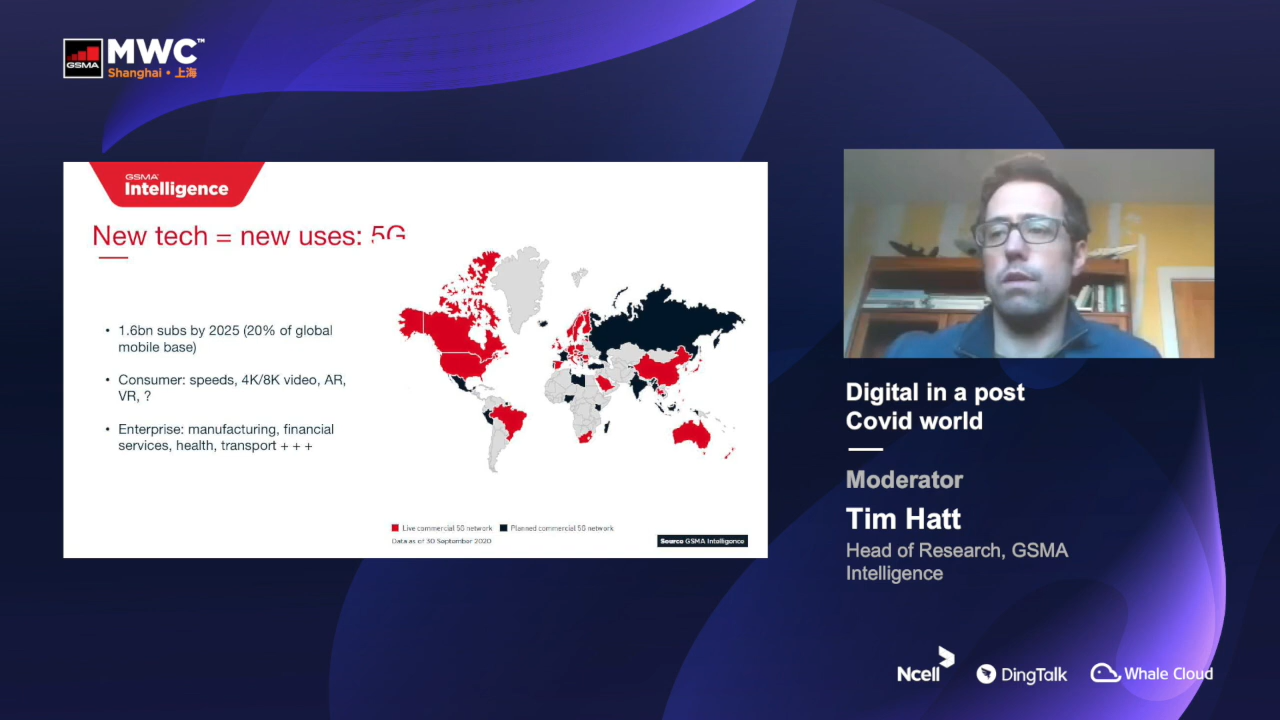 GSMA
MWC™
Shanghai • 上海
GSMA
Intelligence
New tech = new uses: 5G
• 1.6bn subs by 2025 (20% of global
mobile base)
• Consumer: speeds, 4K/8K video, AR,
VR, ?
• Enterprise: manufacturing, financial
services, health, transport + + +
Live commercial 5G network Planned commercial 5G network
Data as of 30 September 2020
Source GSMA Intelligence
Digital in a post
Covid world
Moderator
Tim Hatt
Head of Research, GSMA
Intelligence
Ncell DingTalk Whale Cloud